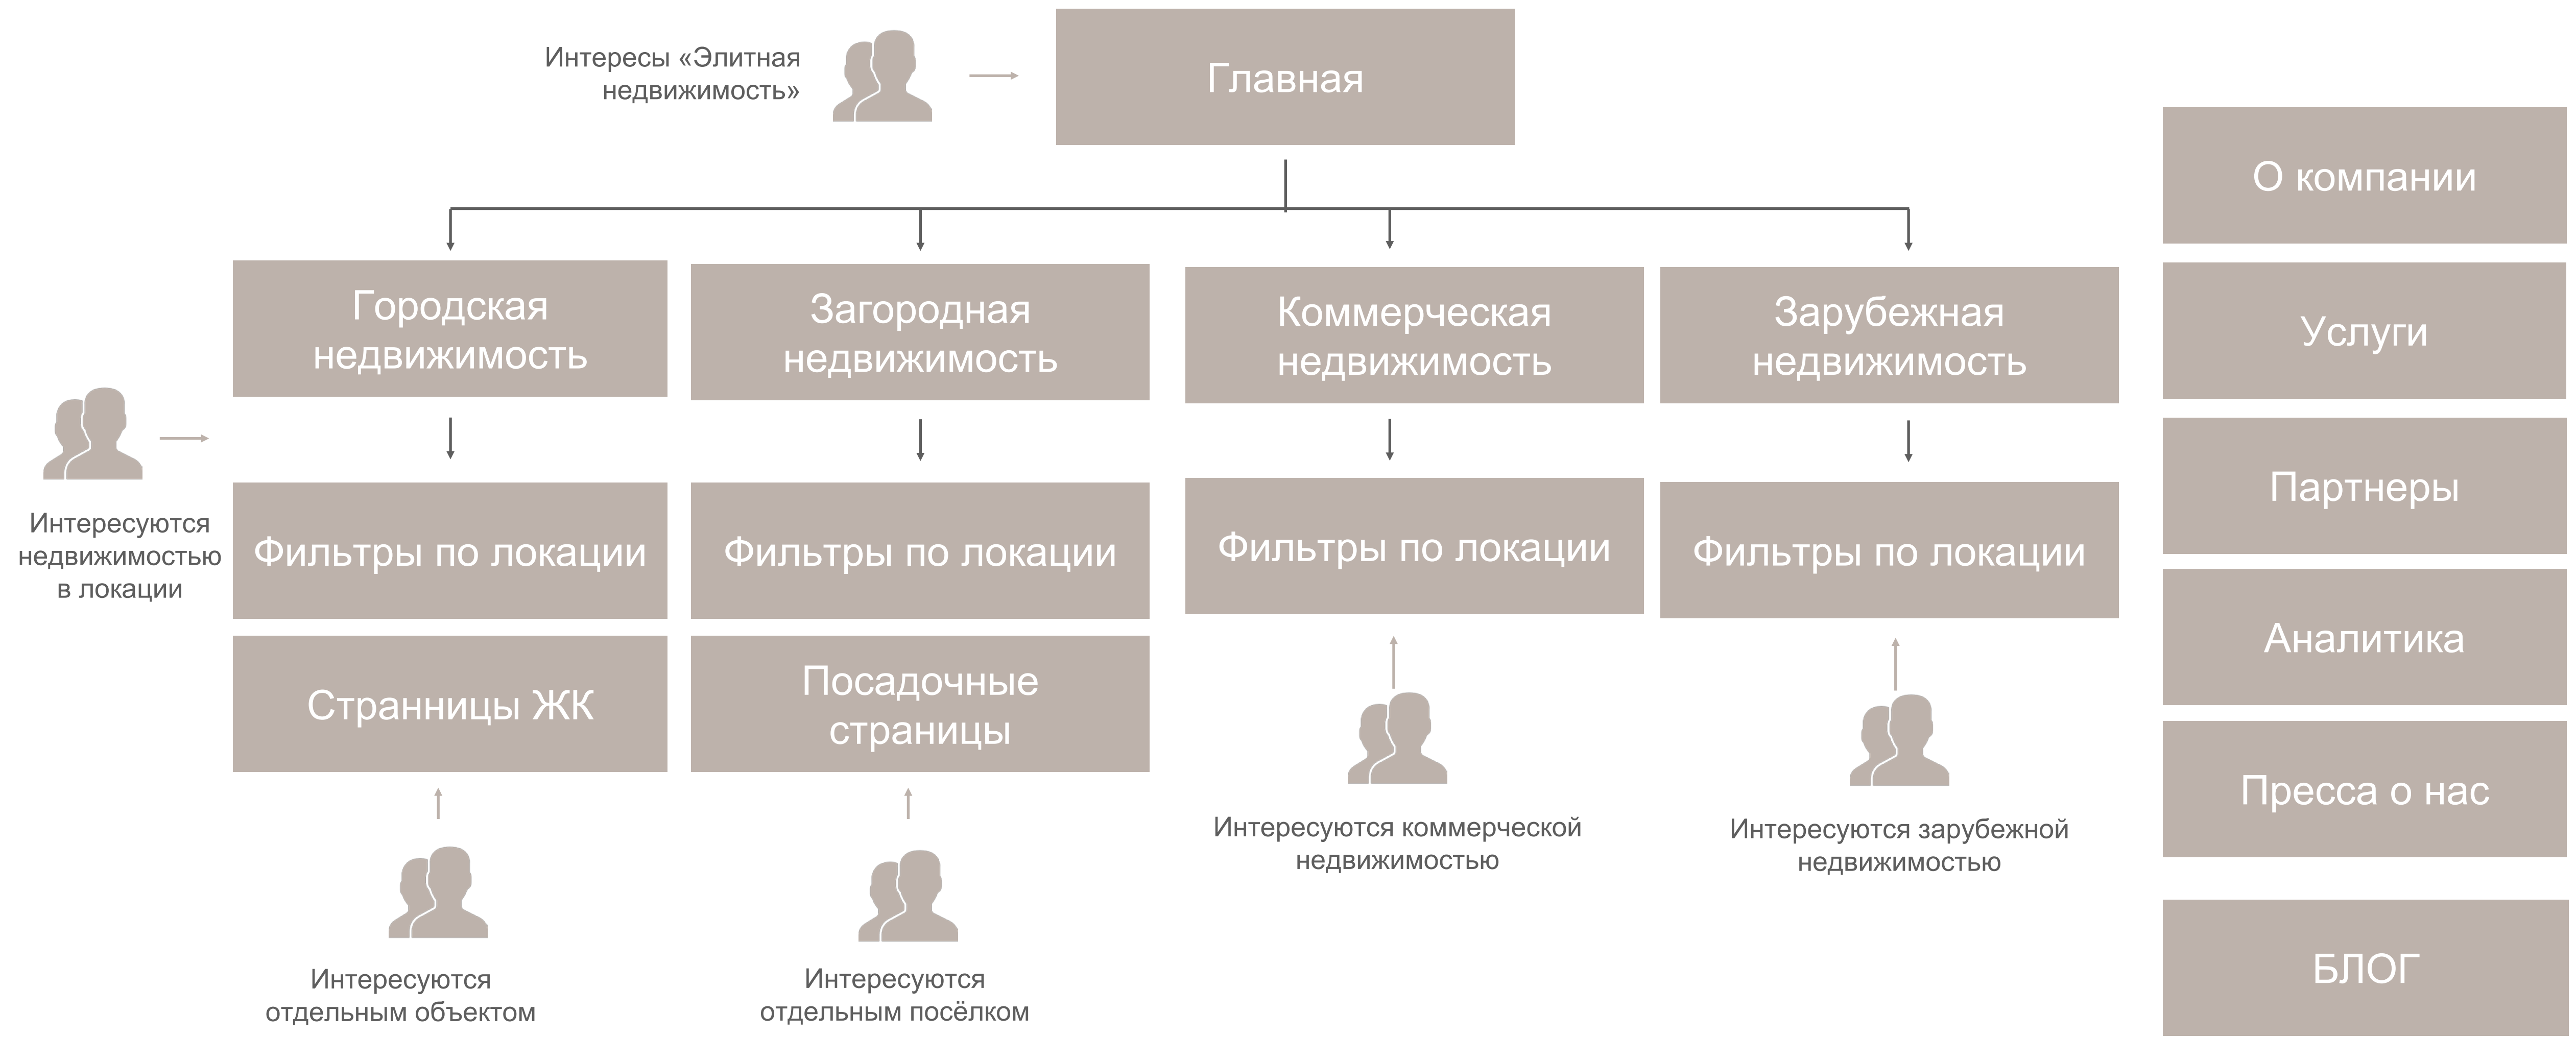 Интересы «Элитная
недвижимость»
Главная
Городская
недвижимость
Загородная
недвижимость
Коммерческая
недвижимость
Зарубежная
недвижимость
Интересуются
недвижимостью
в локации
Фильтры по локации
Фильтры по локации
Фильтры по локации
Фильтры по локации
Странницы ЖК
Посадочные
страницы
Интересуются
отдельным объектом
Интересуются
отдельным посёлком
Интересуются коммерческой
недвижимостью
Интересуются зарубежной
недвижимостью
О компании
Услуги
Партнеры
Аналитика
Пресса о нас
БЛОГ